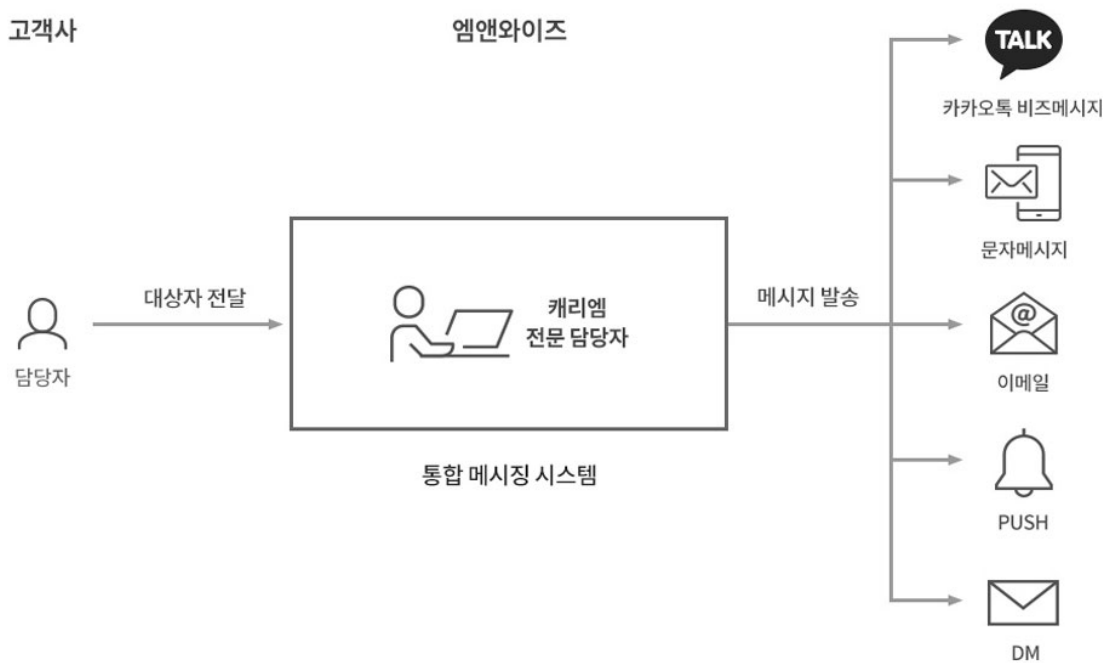 고객사
엠앤와이즈
TALK
카카오톡 비즈메시지
문자메시지
대상자 전달
캐리엠
전문 담당자
메시지 발송
담당자
@
이메일
통합 메시징 시스템
PUSH
DM